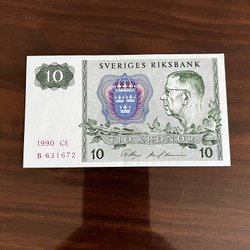 SVERIGES RIKSBANK
10
1990 CE
B 631672
TIO KRONOR
10
10